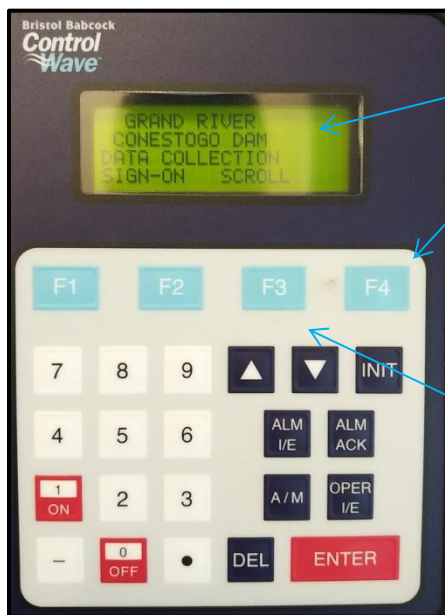 Bristol Babcock
Control
Wave
GRAND RIVER
CONESTOGO DAM
DATA COLLECTION
SIGN-ON SCROLL
F1 F2 F3 F4
7 8 9 ▲ ▼ INIT
4 5 6 ALM I/E ALM ACK
1 ON 2 3 A/M OPER I/E
- 0 OFF • DEL ENTER